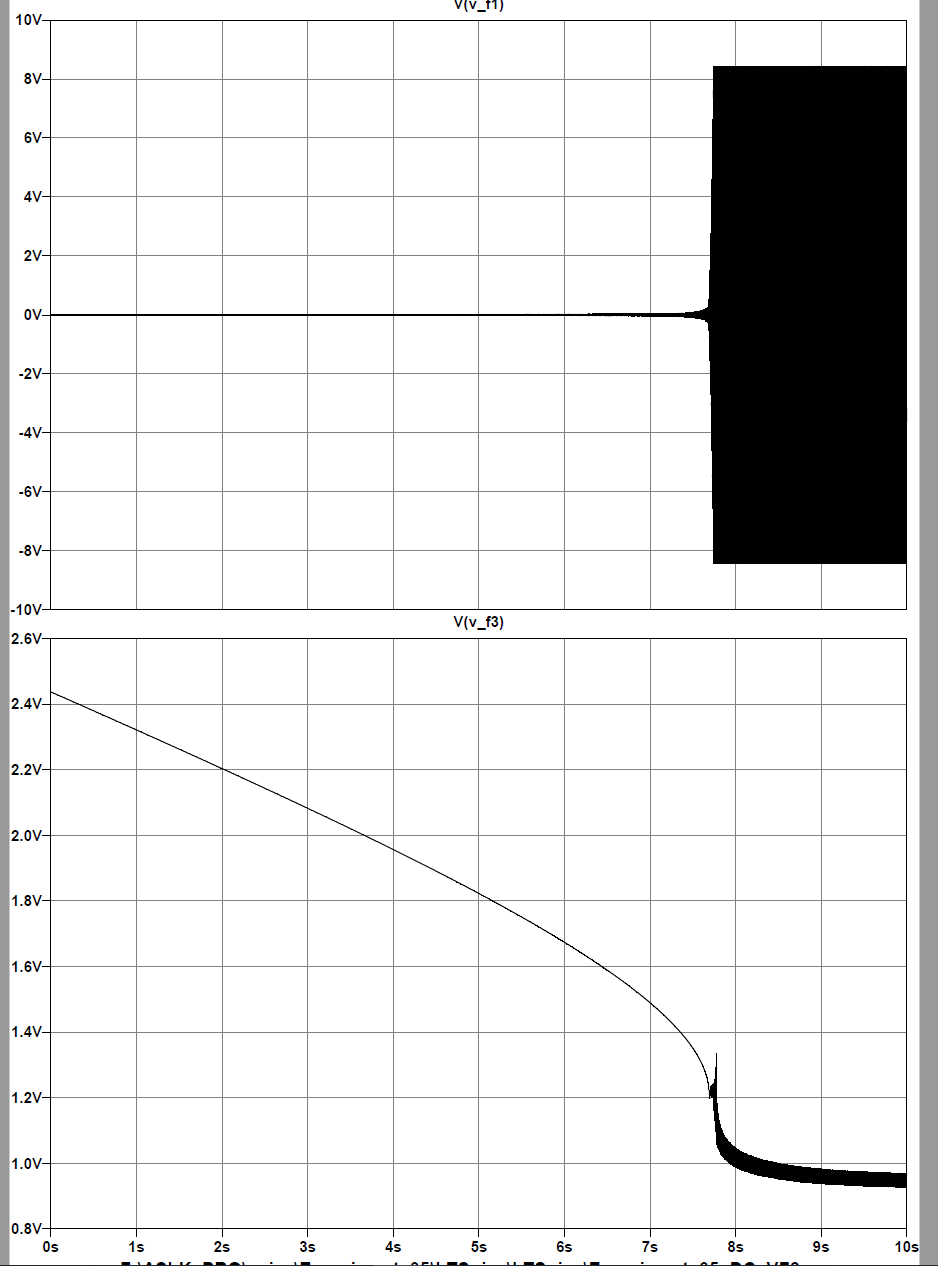 V(v_f1)
10V
8V
6V
4V
2V
0V
-2V
-4V
-6V
-8V
-10V
V(v_f3)
2.6V
2.4V
2.2V
2.0V
1.8V
1.6V
1.4V
1.2V
1.0V
0.8V
0s 1s 2s 3s 4s 5s 6s 7s 8s 9s 10s